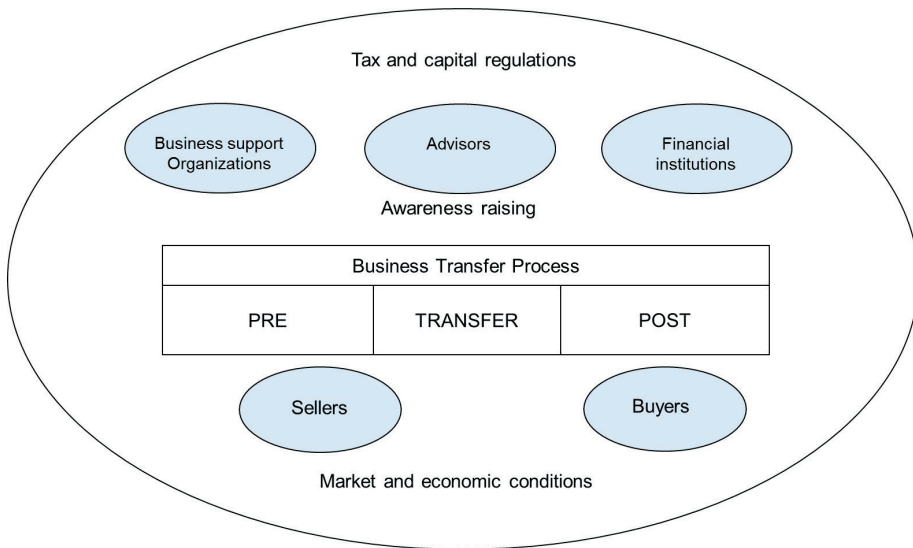 Tax and capital regulations
Business support
Organizations
Advisors
Financial
institutions
Awareness raising
Business Transfer Process
PRE
TRANSFER
POST
Sellers
Buyers
Market and economic conditions